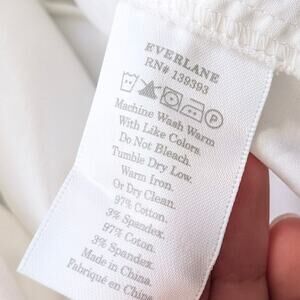 EVERLANE
RN# 139393
Machine Wash Warm
With Like Colors.
Do Not Bleach.
Tumble Dry Low.
Warm Iron.
Or Dry Clean.
97% Cotton.
3% Spandex.
97% Coton.
3% Spandex.
Made in China.
Fabriqué en Chine.